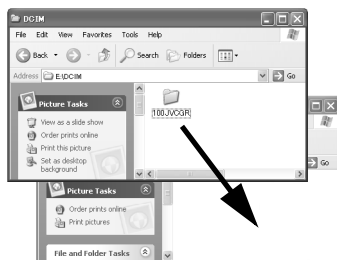 DCIM
File Edit View Favorites Tools Help
Back Search Folders
Address E:\DCIM Go
Picture Tasks
View as a slide show
Order prints online
Print this picture
Set as desktop
background
100JVCGR
Go
Picture Tasks
Order prints online
Print this picture
File and Folder Tasks